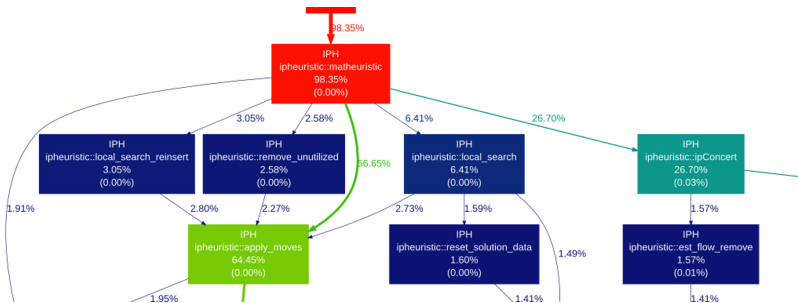 98.35%
IPH
ipheuristic::matheuristic
98.35%
(0.00%)
3.05%
2.58%
6.41%
26.70%
IPH
ipheuristic::local_search_reinsert
3.05%
(0.00%)
IPH
ipheuristic::remove_unutilized
2.58%
(0.00%)
56.65%
IPH
ipheuristic::local_search
6.41%
(0.00%)
IPH
ipheuristic::ipConcert
26.70%
(0.03%)
1.91%
2.80%
2.27%
2.73%
1.59%
1.57%
IPH
ipheuristic::apply_moves
64.45%
(0.00%)
IPH
ipheuristic::reset_solution_data
1.60%
(0.00%)
1.49%
IPH
ipheuristic::est_flow_remove
1.57%
(0.01%)
1.95%
1.41%
1.41%